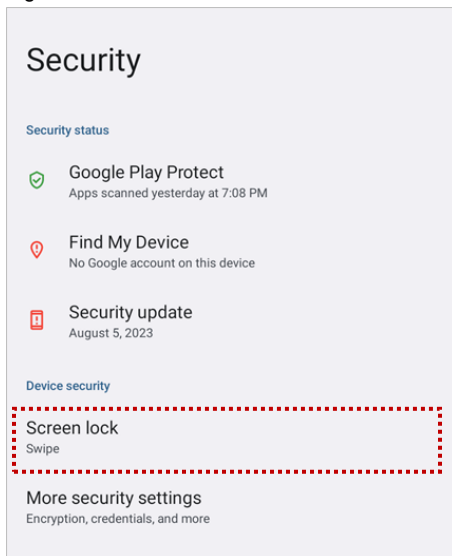 Security
Security status
Google Play Protect
Apps scanned yesterday at 7:08 PM
Find My Device
No Google account on this device
Security update
August 5, 2023
Device security
Screen lock
Swipe
More security settings
Encryption, credentials, and more